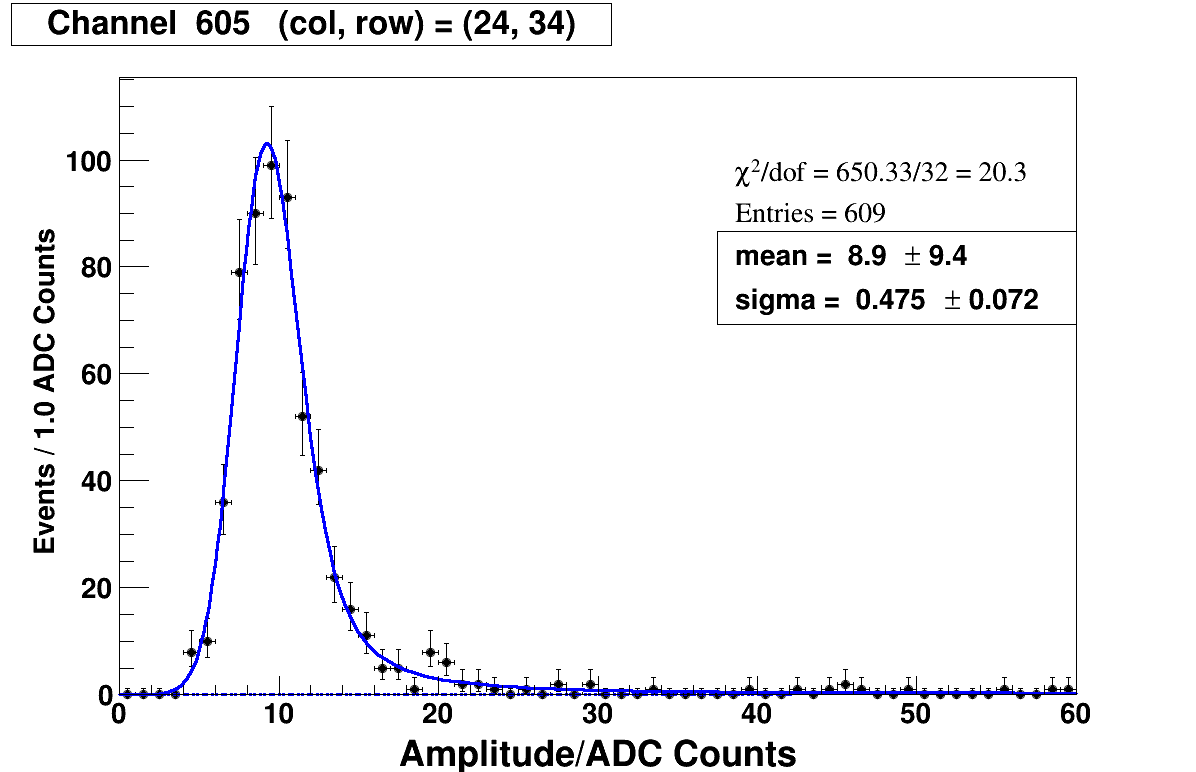 Channel 605 (col, row) = (24, 34)
χ²/dof = 650.33/32 = 20.3
Entries = 609
mean = 8.9 ± 9.4
sigma = 0.475 ± 0.072
Events / 1.0 ADC Counts
100
80
60
40
20
0
0 10 20 30 40 50 60
Amplitude/ADC Counts